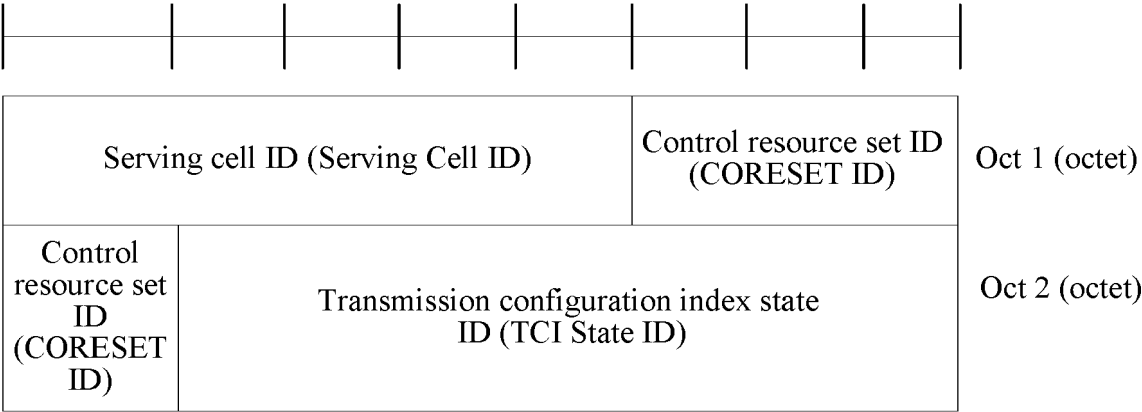 Serving cell ID (Serving Cell ID)
Control resource set ID
(CORESET ID)
Oct 1 (octet)
Control
resource set
ID
(CORESET
ID)
Transmission configuration index state
ID (TCI State ID)
Oct 2 (octet)